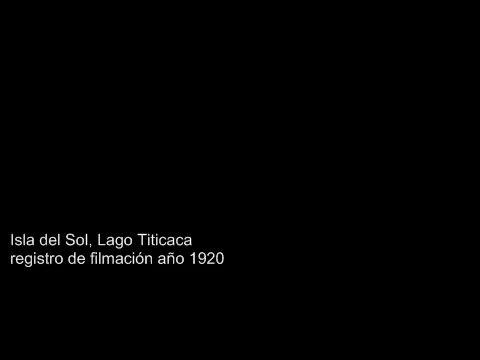 Isla del Sol, Lago Titicaca
registro de filmación año 1920